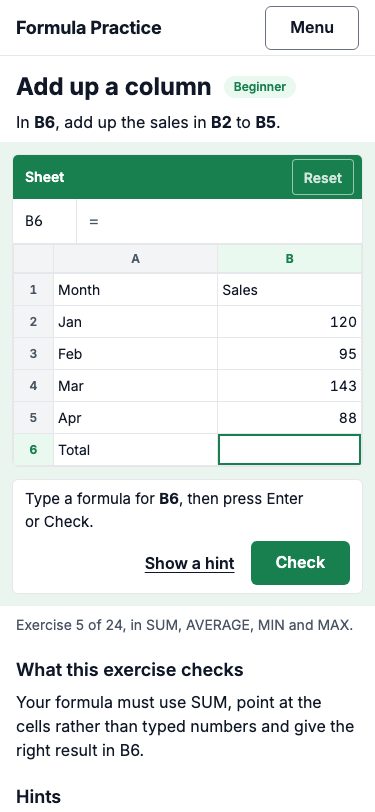 Formula Practice
Menu
Add up a column
Beginner
In B6, add up the sales in B2 to B5.
Sheet
Reset
B6
=
A
B
1
Month
Sales
2
Jan
120
3
Feb
95
4
Mar
143
5
Apr
88
6
Total
Type a formula for B6, then press Enter
or Check.
Show a hint
Check
Exercise 5 of 24, in SUM, AVERAGE, MIN and MAX.
What this exercise checks
Your formula must use SUM, point at the
cells rather than typed numbers and give the
right result in B6.
Hints